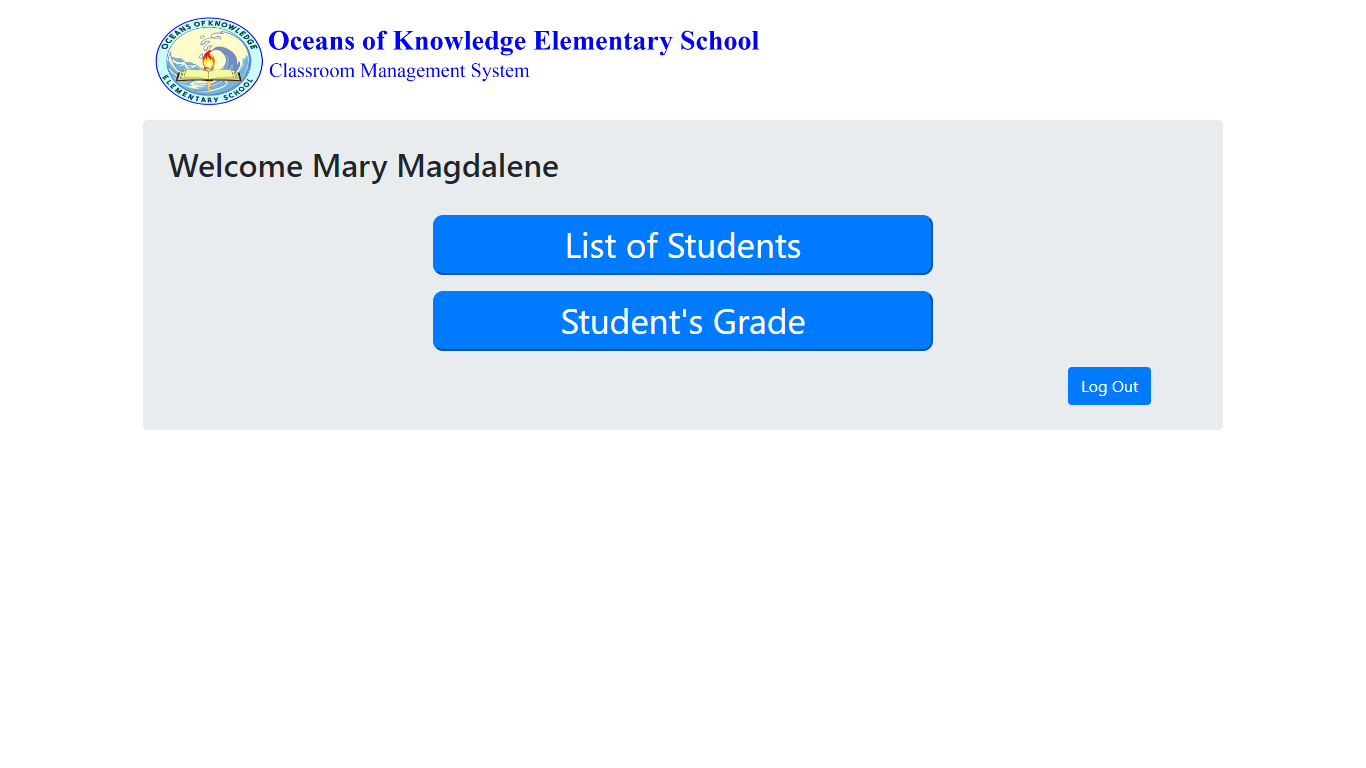 OCEANS OF KNOWLEDGE
ELEMENTARY SCHOOL
Oceans of Knowledge Elementary School
Classroom Management System
Welcome Mary Magdalene
List of Students
Student's Grade
Log Out